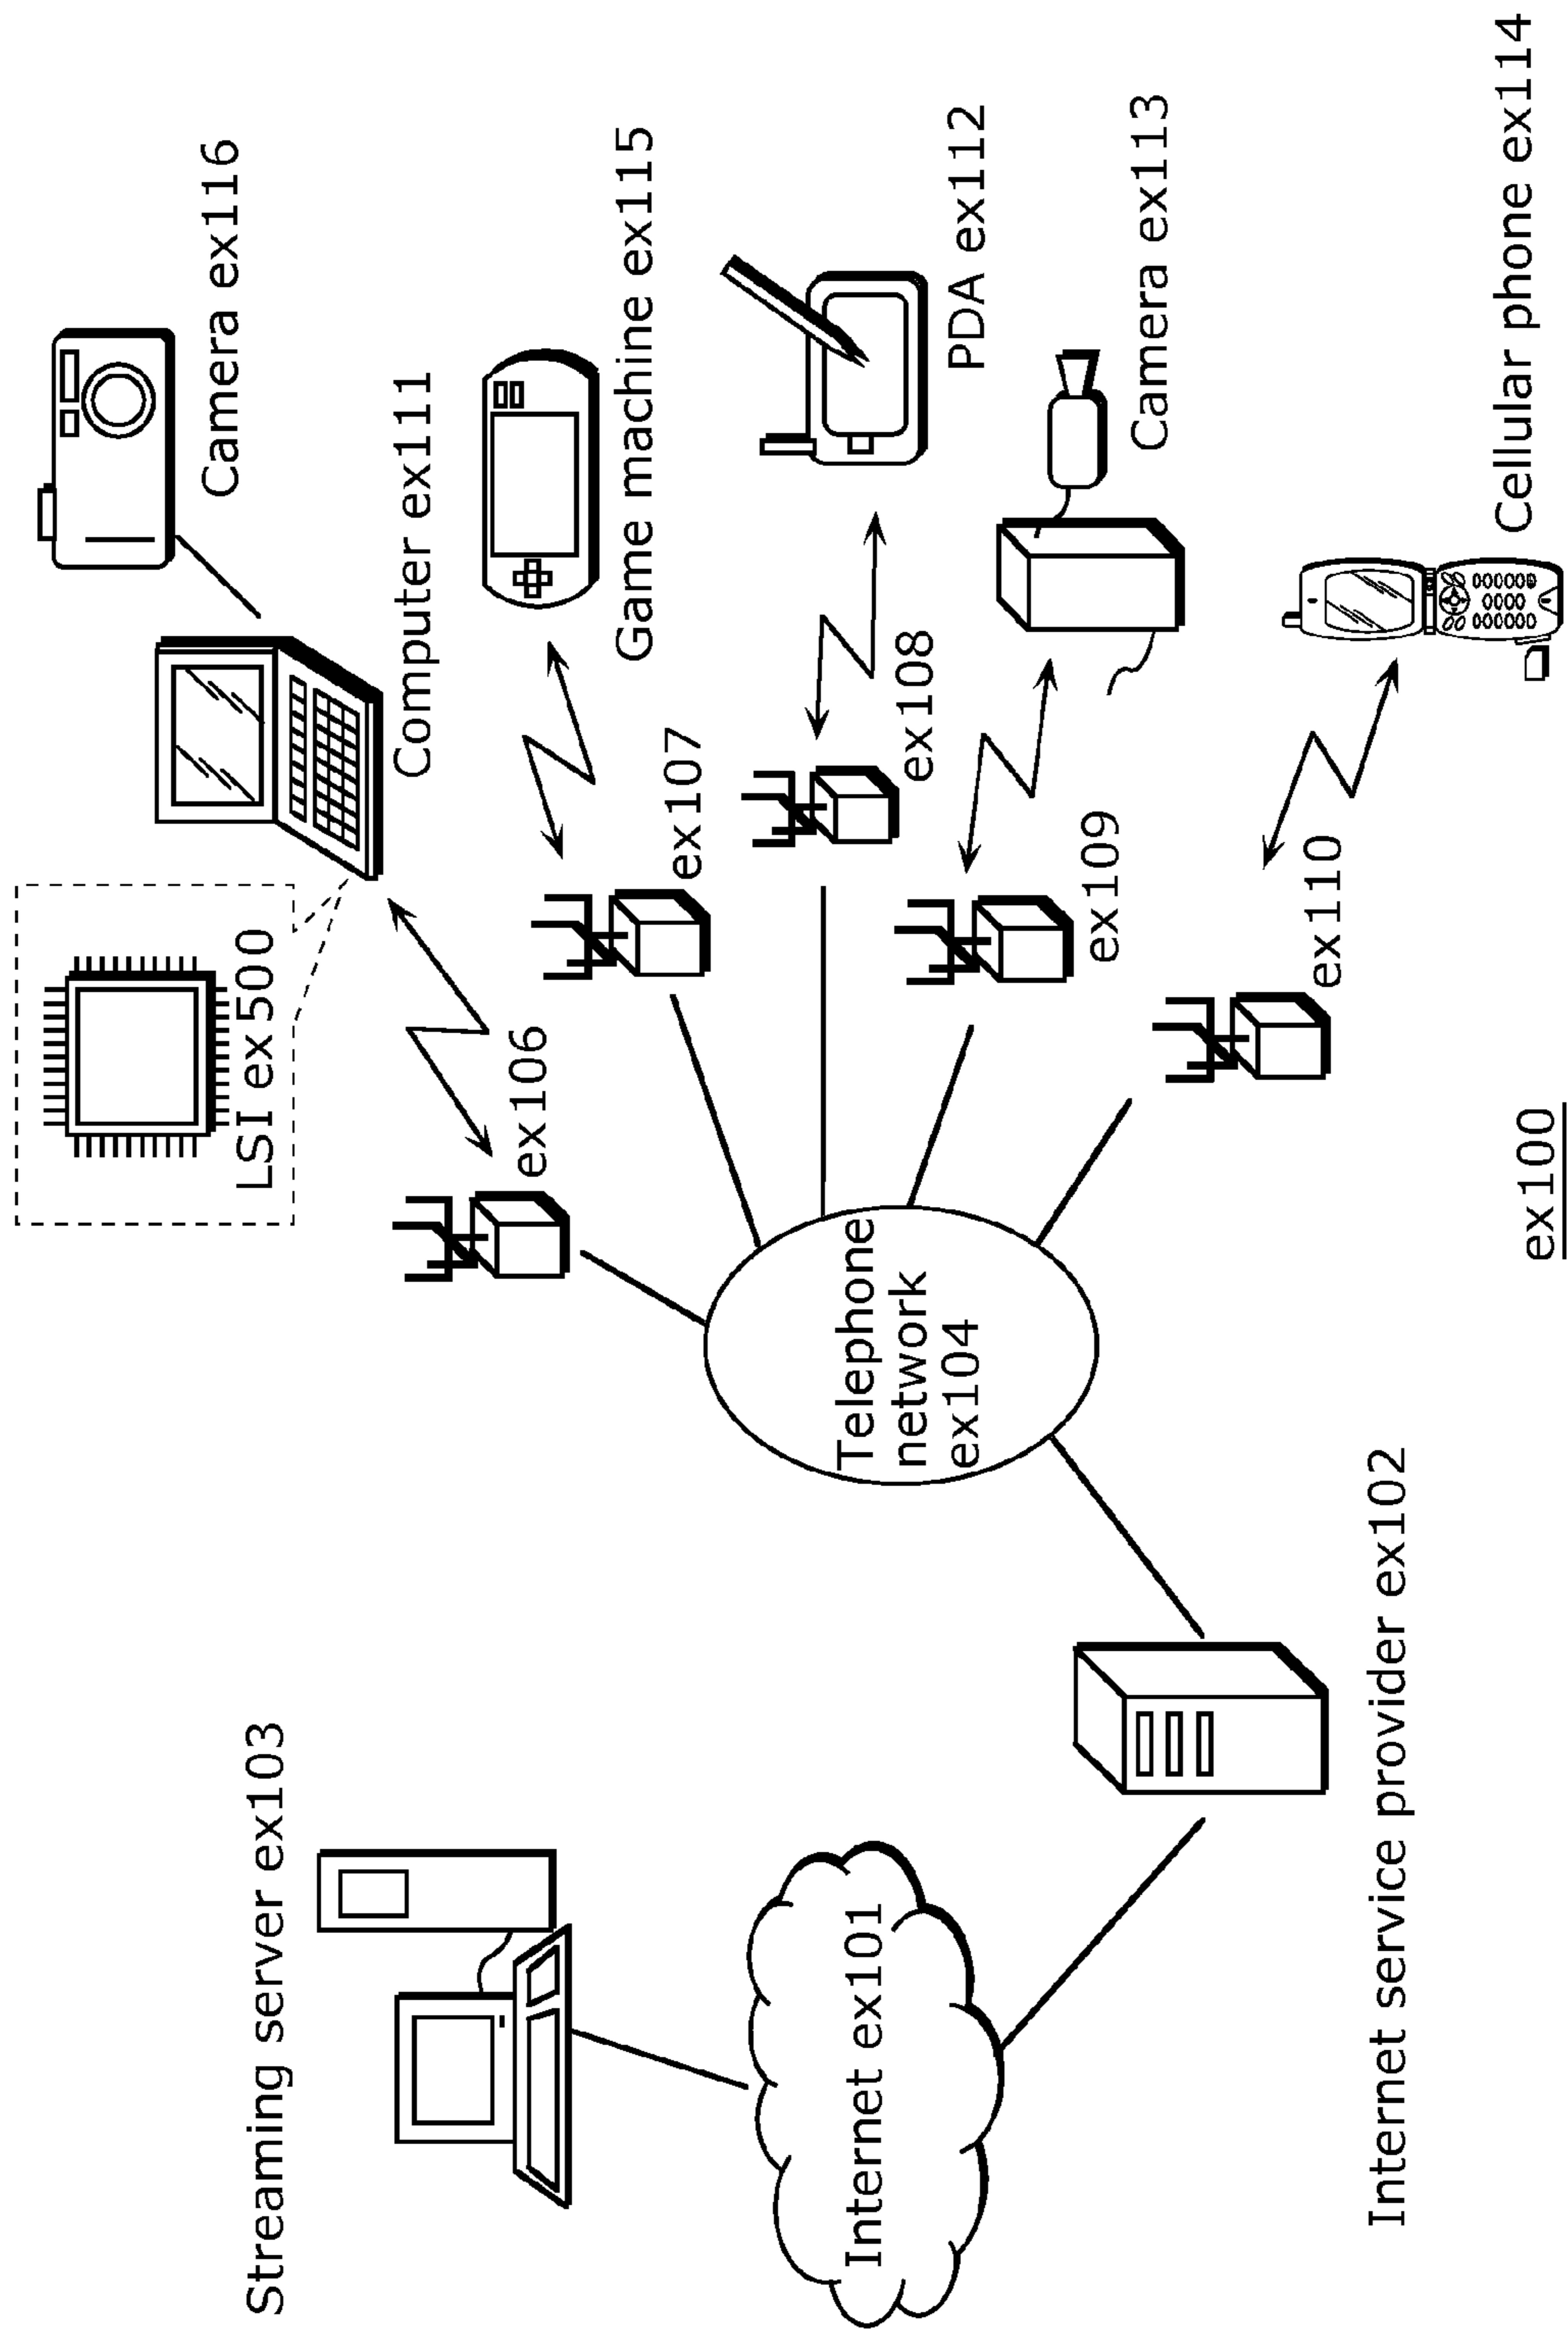 Streaming server ex103
Internet ex101
Internet service provider ex102
Telephone
network
ex104
LSI ex500
ex106
ex107
ex108
ex109
ex110
Camera ex116
Computer ex111
Game machine ex115
PDA ex112
Camera ex113
Cellular phone ex114
ex100